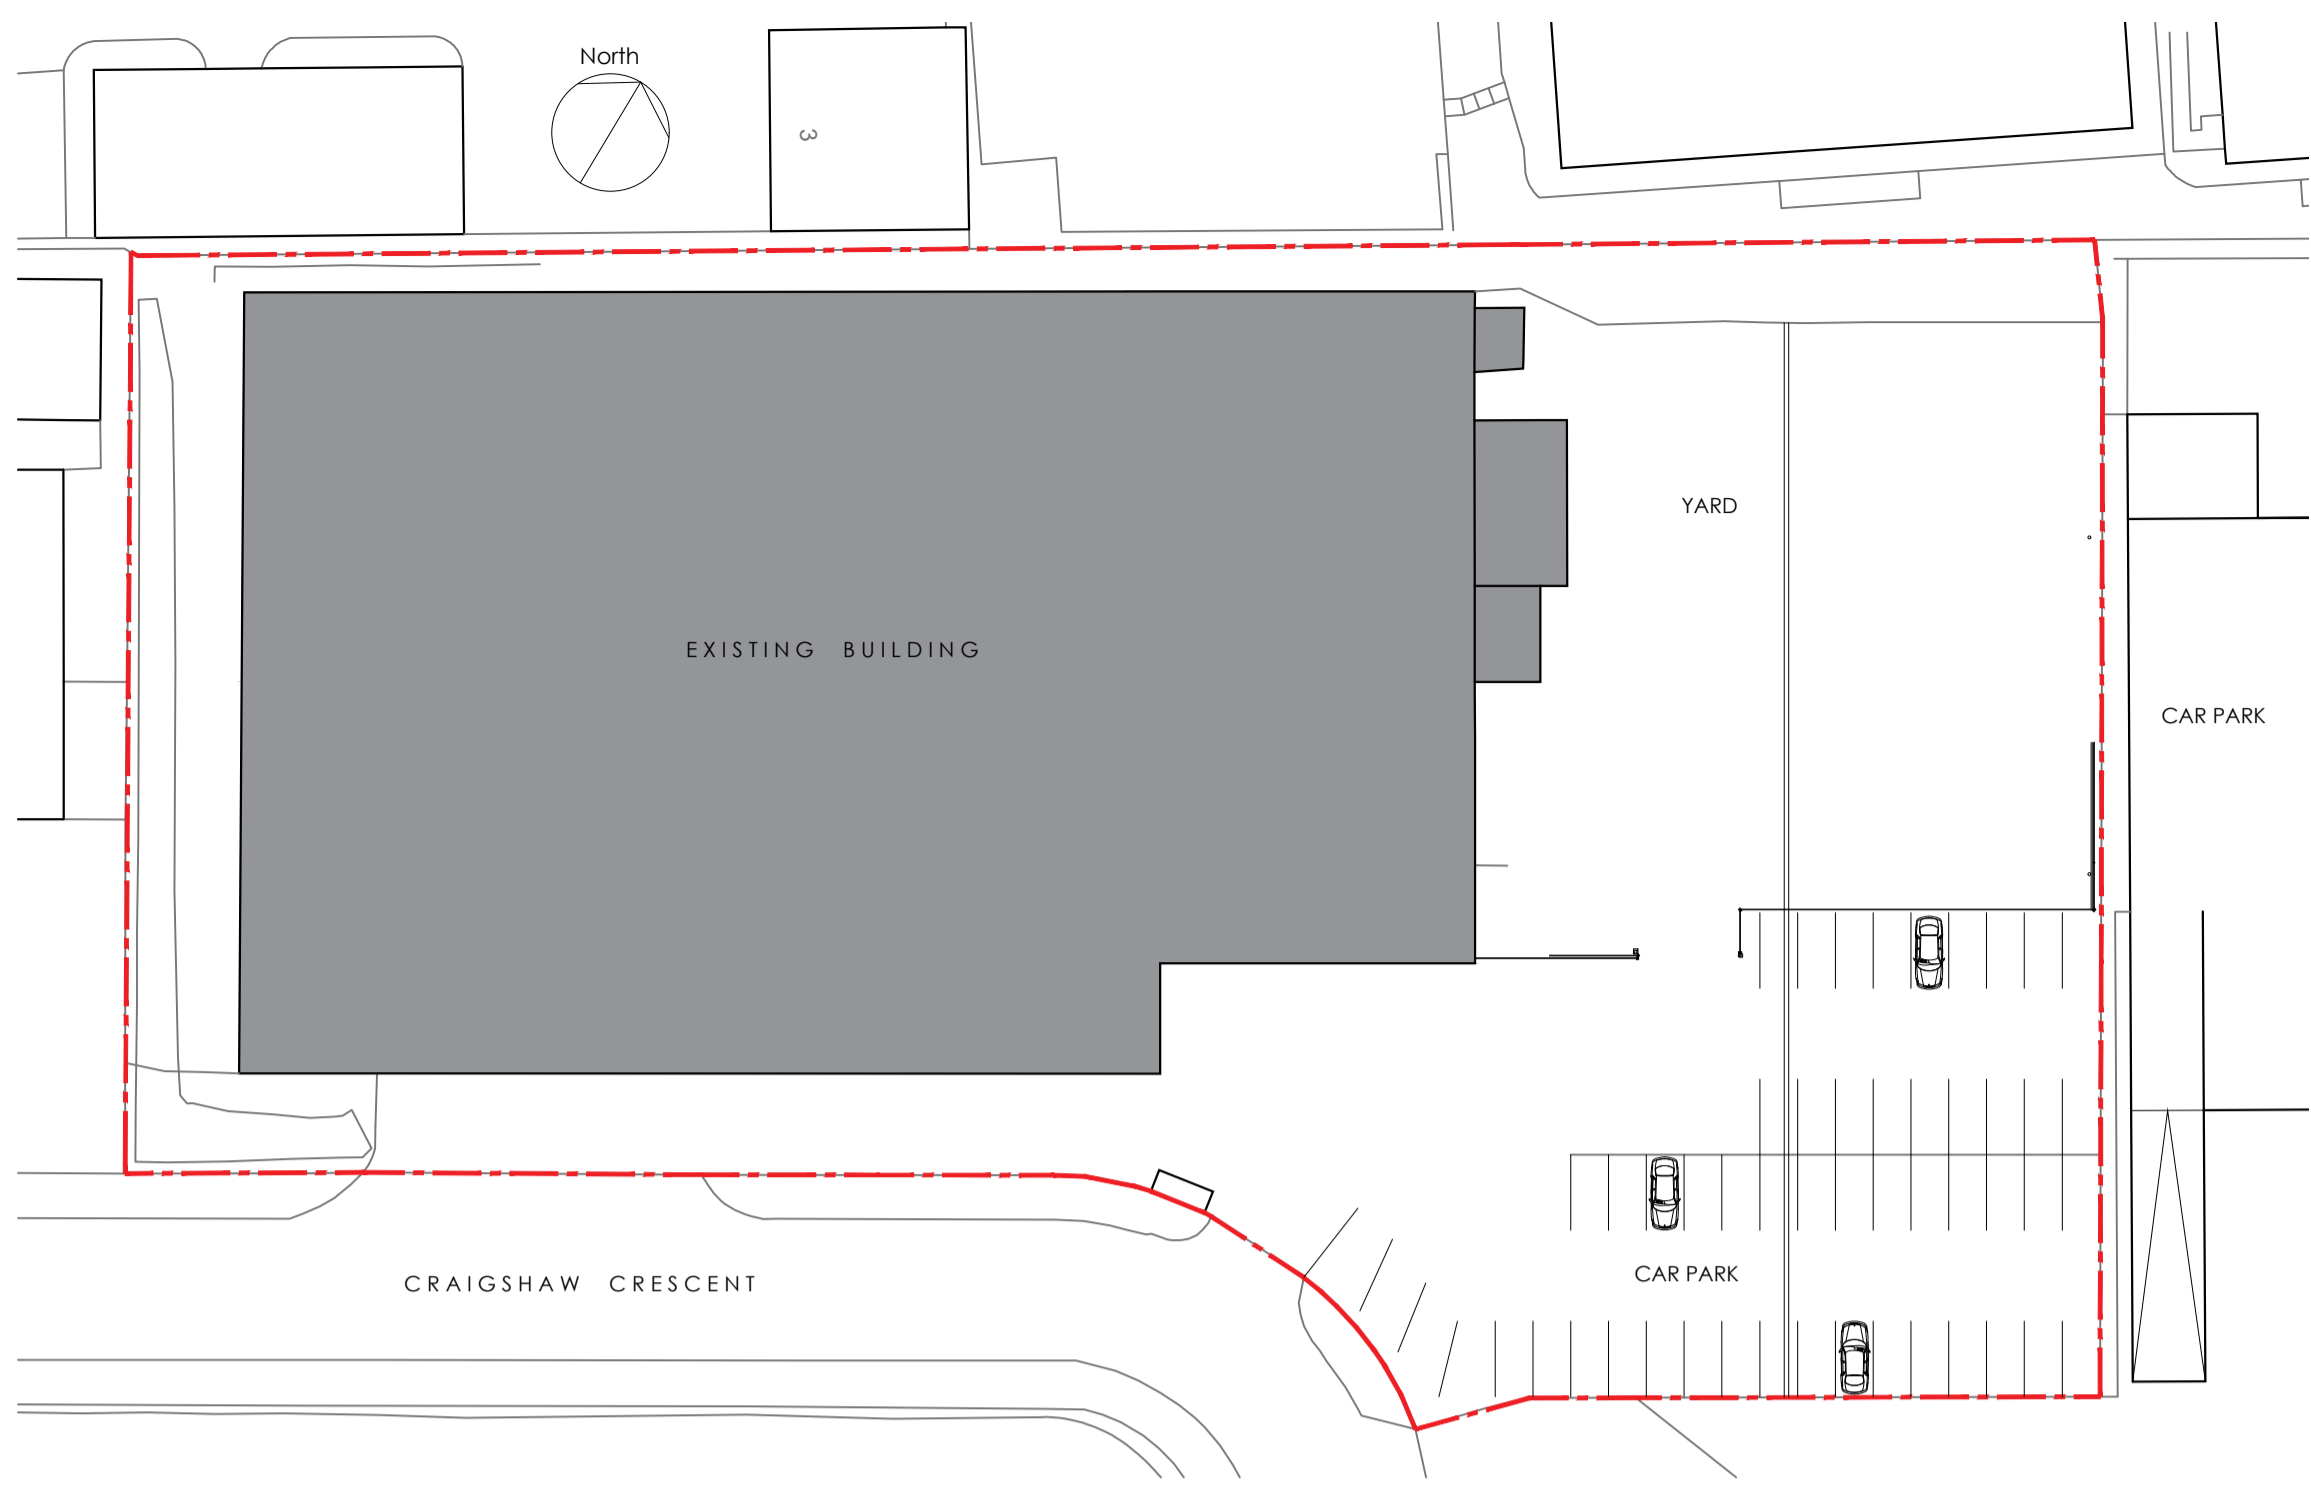 North
3
YARD
EXISTING BUILDING
CAR PARK
CAR PARK
CRAIGSHAW CRESCENT